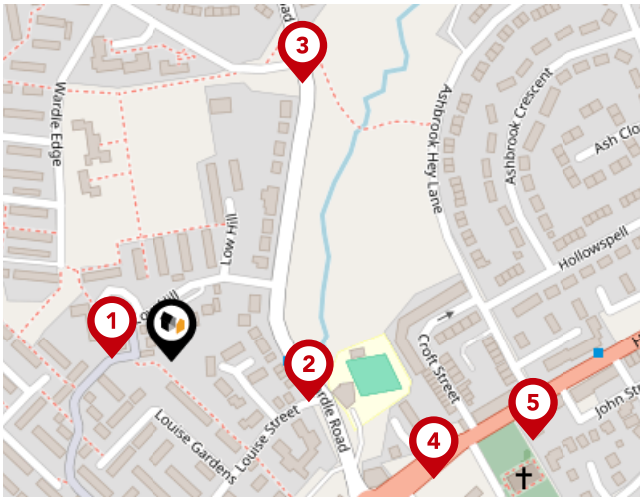 3
Wardle Edge
Ashbrook Hey Lane
Ashbrook Crescent
Ash Clo
Low Hill
Hollowspell
1
2
Croft Street
rdle Road
Louise Street
Louise Gardens
4
5
John Str